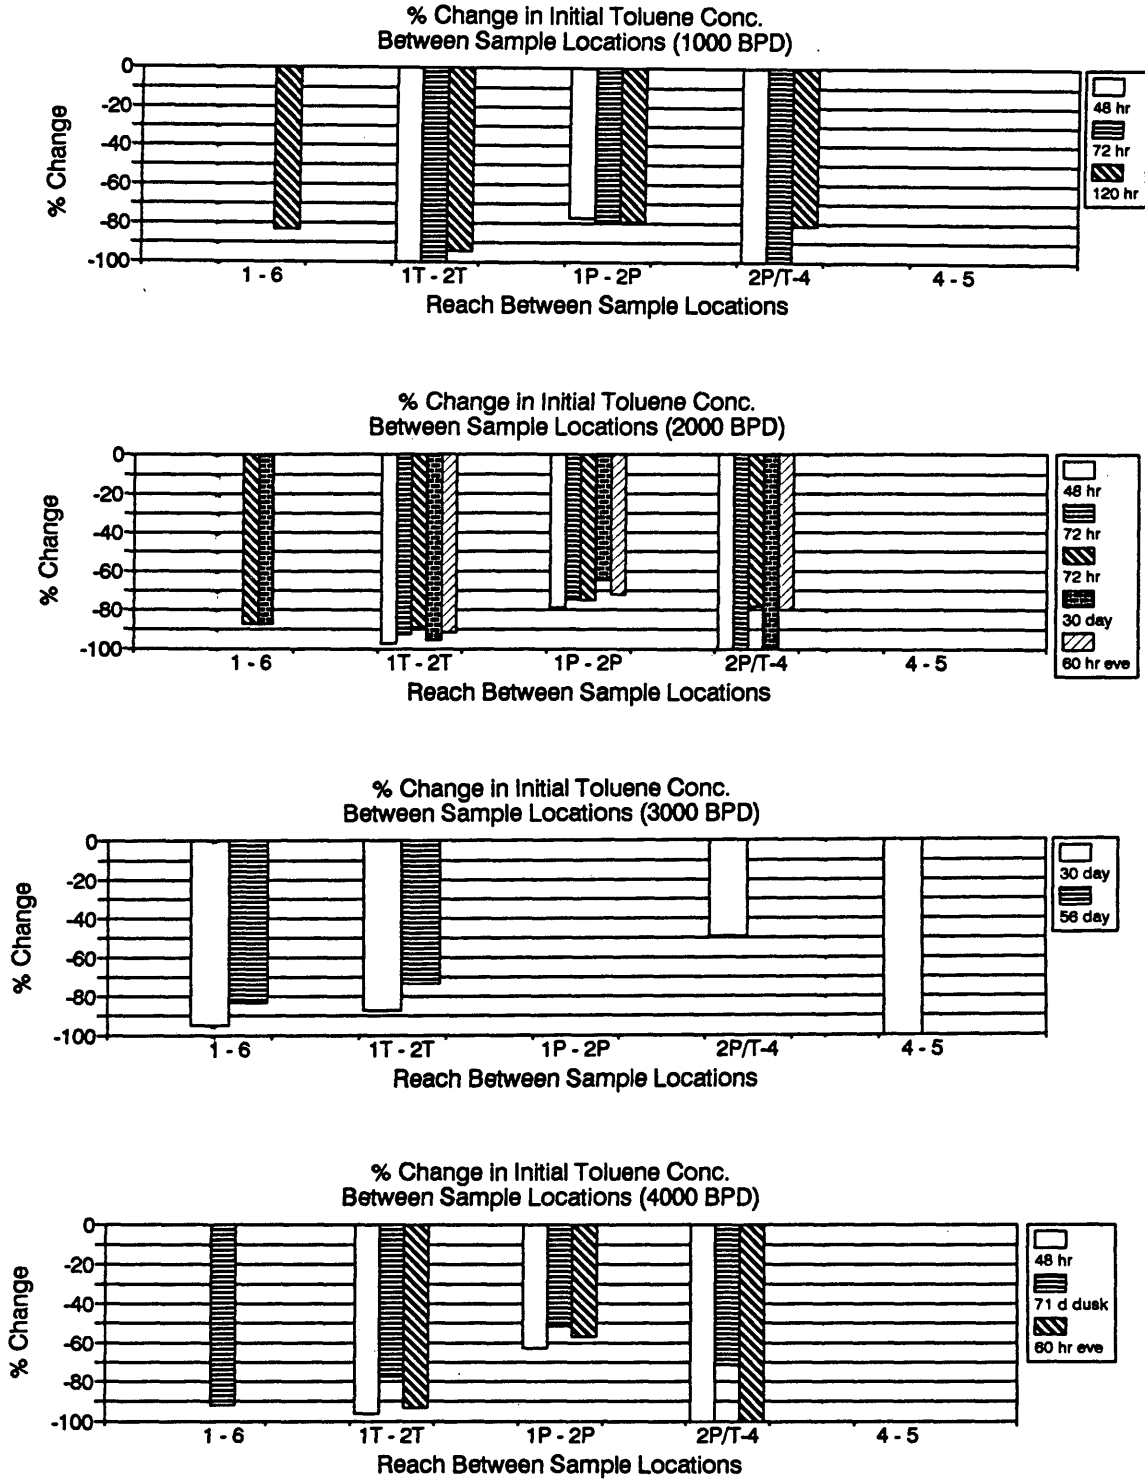 % Change in Initial Toluene Conc.
Between Sample Locations (1000 BPD)
% Change
0
-20
-40
-60
-80
-100
1 - 6
1T - 2T
1P - 2P
2P/T-4
4 - 5
Reach Between Sample Locations
48 hr
72 hr
120 hr
% Change in Initial Toluene Conc.
Between Sample Locations (2000 BPD)
% Change
0
-20
-40
-60
-80
-100
1 - 6
1T - 2T
1P - 2P
2P/T-4
4 - 5
Reach Between Sample Locations
48 hr
72 hr
72 hr
30 day
60 hr eve
% Change in Initial Toluene Conc.
Between Sample Locations (3000 BPD)
% Change
0
-20
-40
-60
-80
-100
1 - 6
1T - 2T
1P - 2P
2P/T-4
4 - 5
Reach Between Sample Locations
30 day
56 day
% Change in Initial Toluene Conc.
Between Sample Locations (4000 BPD)
% Change
0
-20
-40
-60
-80
-100
1 - 6
1T - 2T
1P - 2P
2P/T-4
4 - 5
Reach Between Sample Locations
48 hr
71 d dusk
60 hr eve